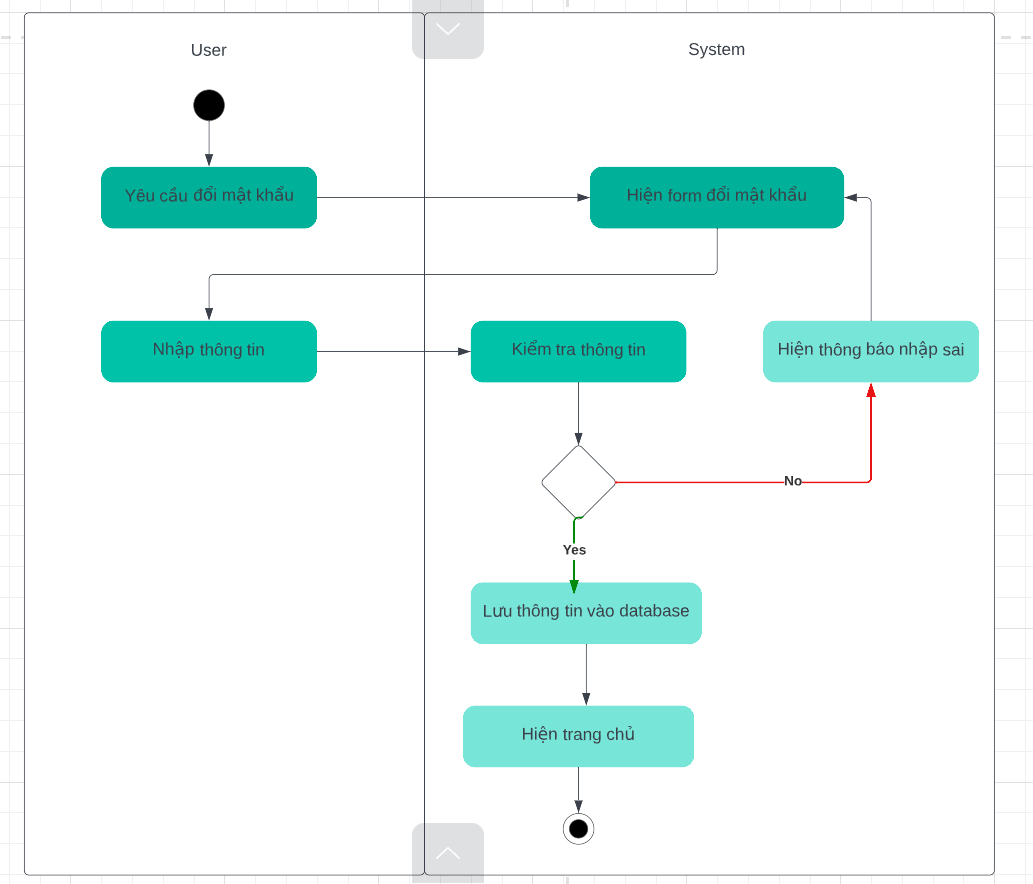 User
System
Yêu cầu đổi mật khẩu
Hiện form đổi mật khẩu
Nhập thông tin
Kiểm tra thông tin
Hiện thông báo nhập sai
No
Yes
Lưu thông tin vào database
Hiện trang chủ